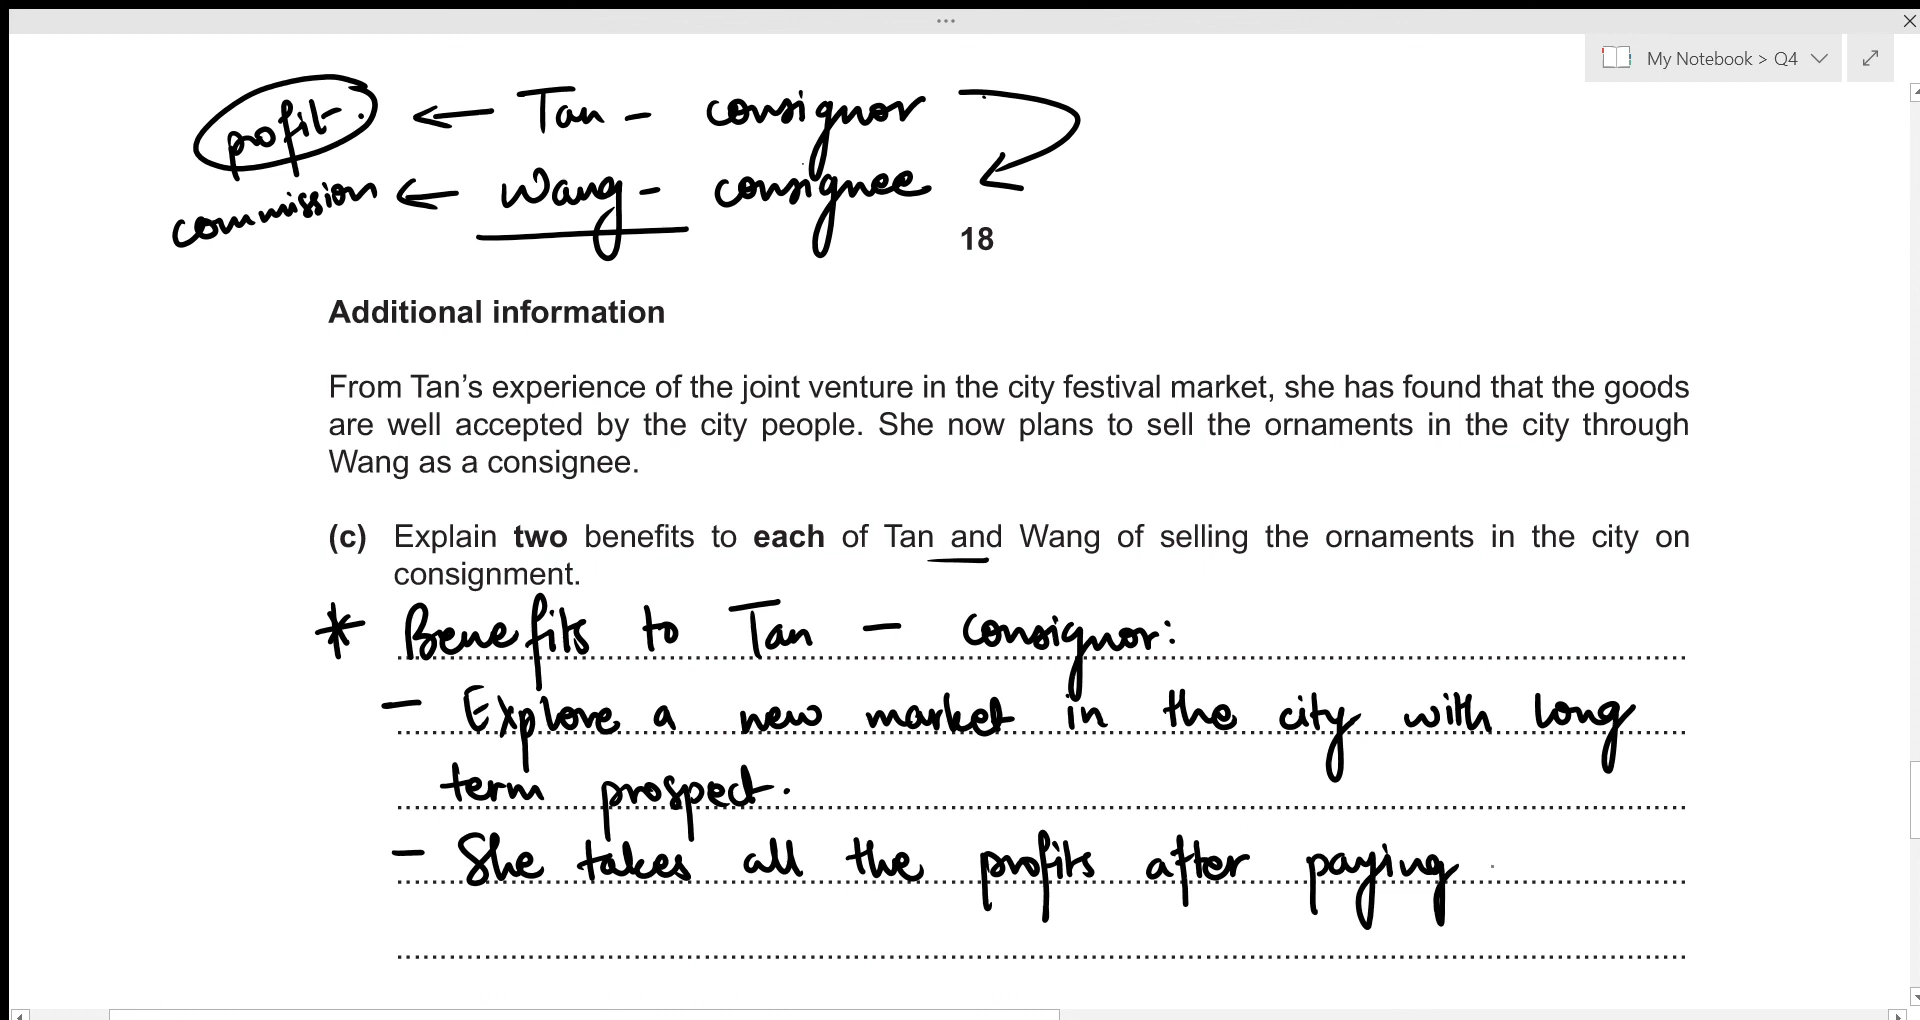 ...
My Notebook > Q4
profit. ← Tan - consignor
commission ← Wang - consignee
18
Additional information
From Tan's experience of the joint venture in the city festival market, she has found that the goods
are well accepted by the city people. She now plans to sell the ornaments in the city through
Wang as a consignee.
(c) Explain two benefits to each of Tan and Wang of selling the ornaments in the city on
consignment.
* Benefits to Tan - consignor:
- Explore a new market in the city with long
term prospect.
- She takes all the profits after paying